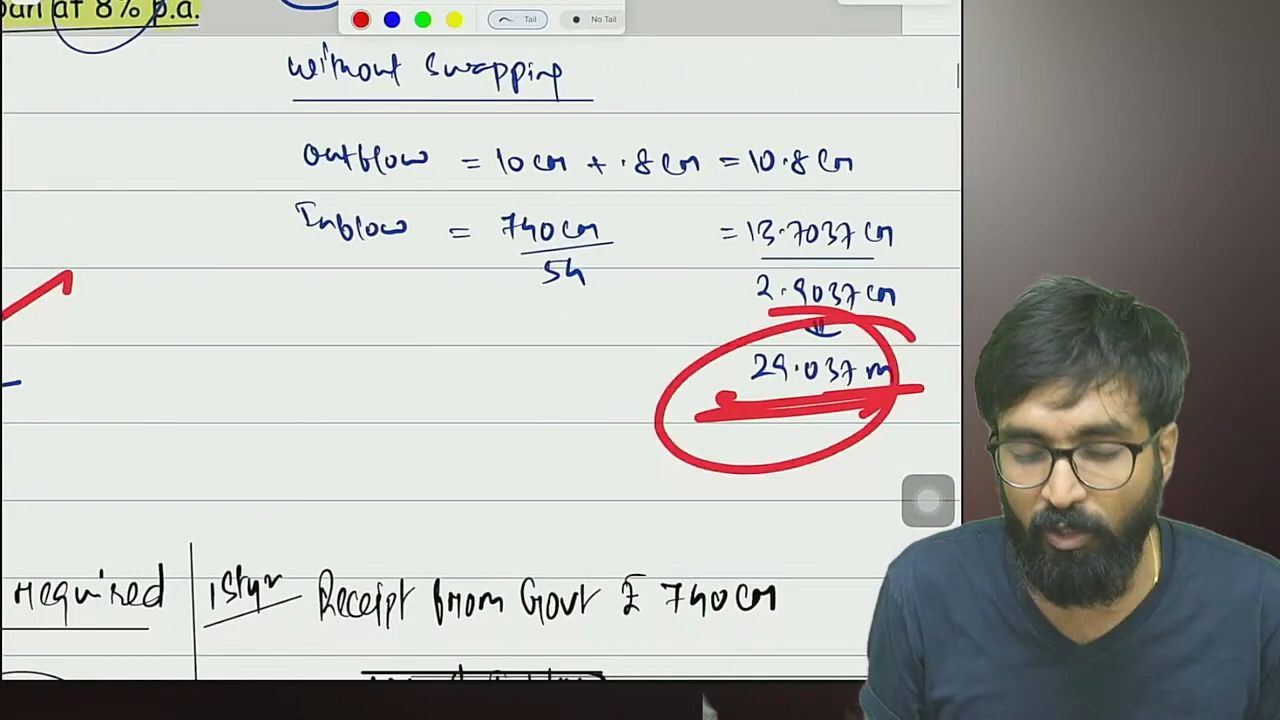 at 8% p.a.
Tail
No Tail
without swapping
outflow = 10 cr + .8 cr = 10.8 cr
Inflow = 740 cr / 54 = 13.7037 cr
2.9037 cr
29.037 m
required
1st yr Receipt from Govt ₹ 740 cr